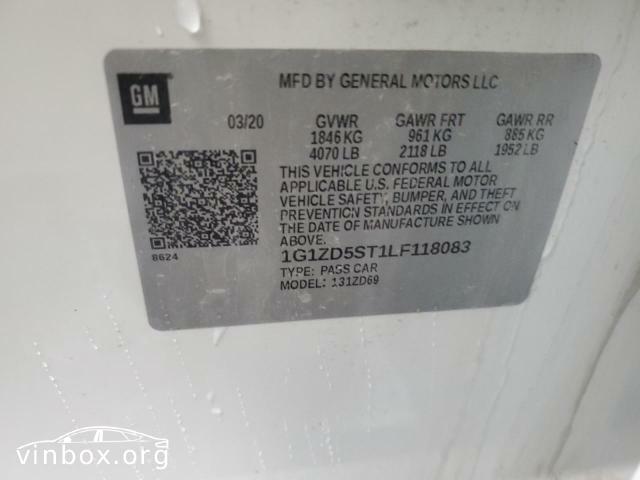 GM
MFD BY GENERAL MOTORS LLC
03/20 GVWR GAWR FRT GAWR RR
1846 KG 961 KG 885 KG
4070 LB 2118 LB 1952 LB
THIS VEHICLE CONFORMS TO ALL
APPLICABLE U.S. FEDERAL MOTOR
VEHICLE SAFETY, BUMPER, AND THEFT
PREVENTION STANDARDS IN EFFECT ON
THE DATE OF MANUFACTURE SHOWN
ABOVE.
8624
1G1ZD5ST1LF118083
TYPE: PASS CAR
MODEL: 131ZD69
vinbox.org